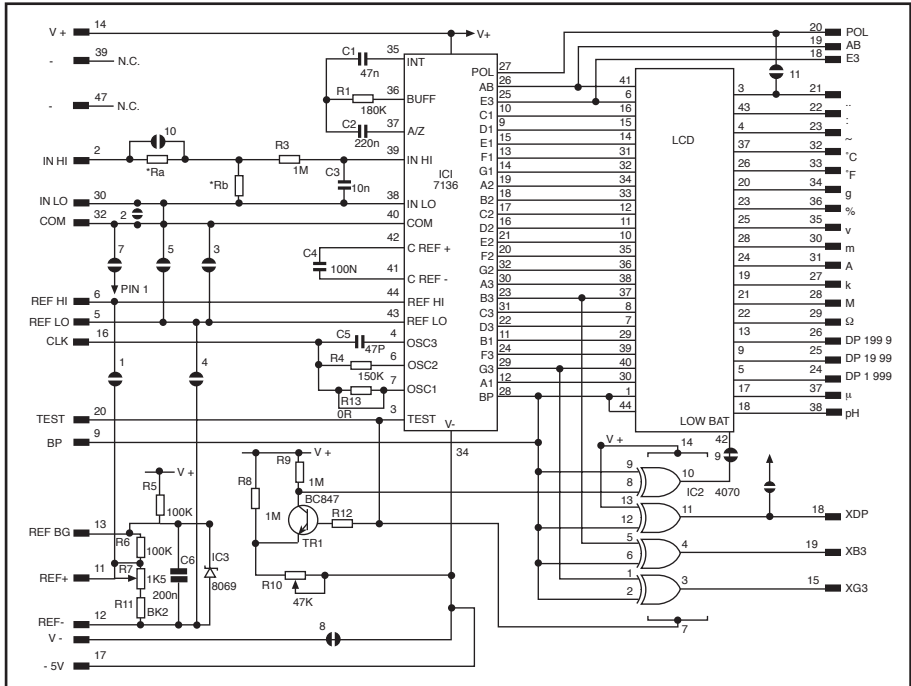 V + 14
- 39 N.C.
- 47 N.C.
10
IN HI 2
*Ra
*Rb
R3
1M
C3
10n
IN LO 30
2
COM 32
7 5 3
PIN 1
REF HI 6
REF LO 5
CLK 16
1 4
TEST 20
BP 9
V+
C1
47n
R1
180K
C2
220n
C4
100N
C5
47P
R4
150K
R13
0R
35 INT
36 BUFF
37 A/Z
39 IN HI
38 IN LO
40 COM
42 C REF +
41 C REF -
44 REF HI
43 REF LO
4 OSC3
6 OSC2
7 OSC1
3 TEST
V-
34
ICI
7136
POL 27
AB 26
E3 25
C1 10
D1 9
E1 15
F1 13
G1 14
A2 19
B2 18
C2 17
D2 16
E2 21
F2 20
G2 32
A3 30
B3 23
C3 31
D3 22
B1 11
F3 24
G3 29
A1 12
BP 28
41
6
16
15
14
31
32
34
33
12
11
10
35
36
38
37
8
7
29
39
40
30
1
44
LCD
LOW BAT
3
43
4
37
26
20
23
25
28
24
19
21
22
13
9
5
17
18
42
9
11
20 POL
19 AB
18 E3
21
22 ..
23 :
32 ~
33 °C
34 °F
36 g
35 %
30 v
31 m
27 A
28 k
29 M
26 Ω
25 DP 199 9
24 DP 19 99
37 DP 1 999
38 μ
pH
V +
R5
100K
REF BG 13
R6
100K
R7
REF+ 11
1K5
R11
BK2
C6
200n
IC3
8069
REF- 12
V - 8
- 5V 17
V +
R8
1M
R9
1M
BC847
TR1
R12
R10
47K
V + 14
9
8
10
IC2 4070
13
12
11
18 XDP
5
6
4
19 XB3
1
2
3
15 XG3
7